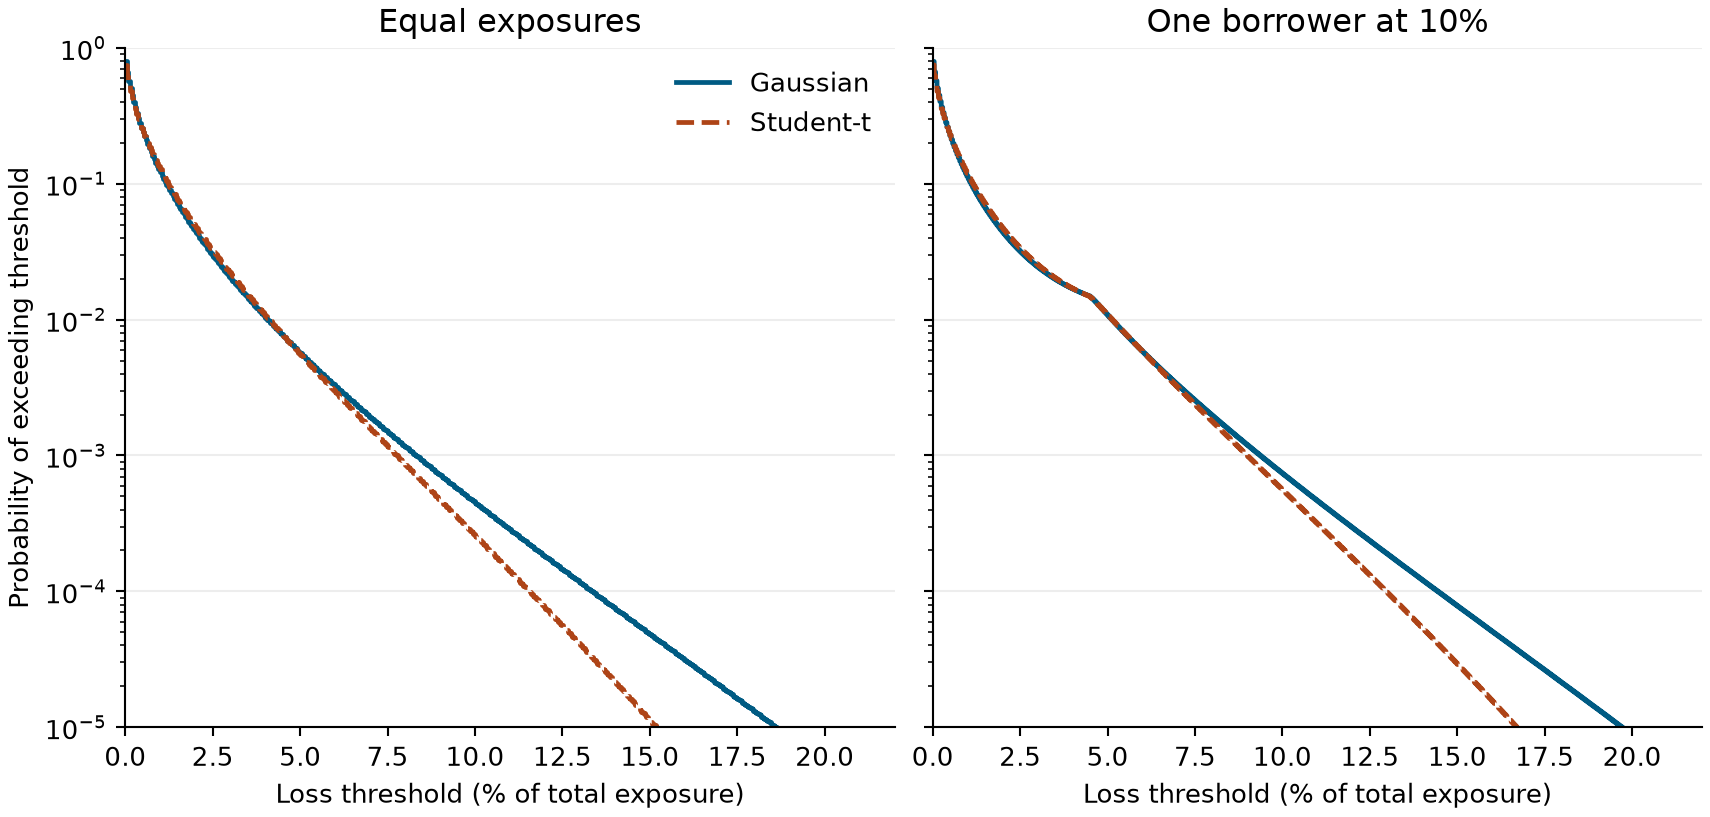 Equal exposures
One borrower at 10%
Gaussian
Student-t
Probability of exceeding threshold
10⁰
10⁻¹
10⁻²
10⁻³
10⁻⁴
10⁻⁵
0.0 2.5 5.0 7.5 10.0 12.5 15.0 17.5 20.0
0.0 2.5 5.0 7.5 10.0 12.5 15.0 17.5 20.0
Loss threshold (% of total exposure)
Loss threshold (% of total exposure)